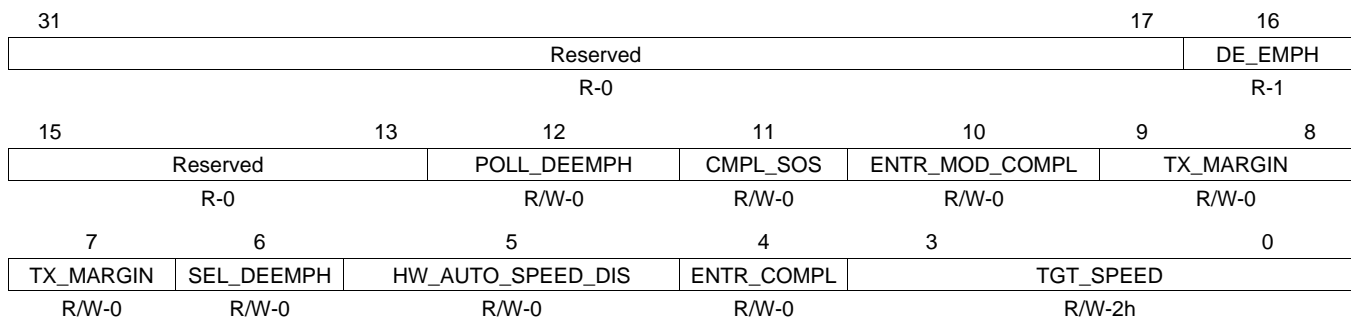 31 17 16
Reserved DE_EMPH
R-0 R-1
15 13 12 11 10 9 8
Reserved POLL_DEEMPH CMPL_SOS ENTR_MOD_COMPL TX_MARGIN
R-0 R/W-0 R/W-0 R/W-0 R/W-0
7 6 5 4 3 0
TX_MARGIN SEL_DEEMPH HW_AUTO_SPEED_DIS ENTR_COMPL TGT_SPEED
R/W-0 R/W-0 R/W-0 R/W-0 R/W-2h